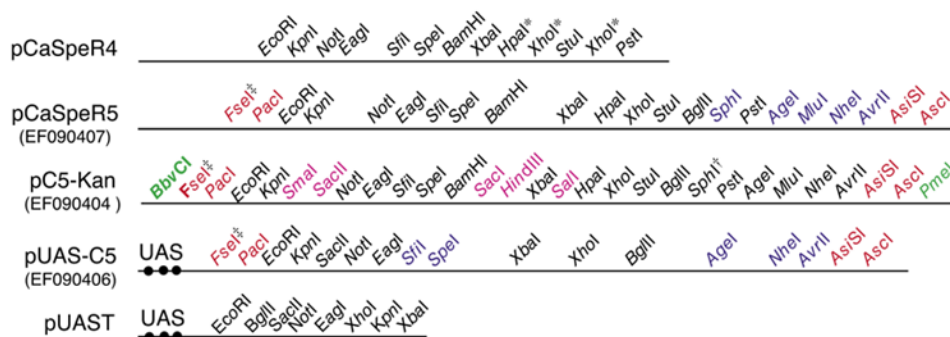 pCaSpeR4 EcoRI KpnI NotI EagI SfiI SpeI BamHI XbaI HpaI* XhoI* StuI XhoI* PstI
pCaSpeR5 FseI‡ PacI EcoRI KpnI NotI EagI SfiI SpeI BamHI XbaI HpaI XhoI StuI BglII SphI PstI AgeI MluI NheI AvrII AsiSI AscI
(EF090407)
pC5-Kan BbvCI FseI‡ PacI EcoRI KpnI SmaI SacII NotI EagI SfiI SpeI BamHI SacI HindIII XbaI SalI HpaI XhoI StuI BglII SphI† PstI AgeI MluI NheI AvrII AsiSI AscI PmeI
(EF090404 )
pUAS-C5 UAS FseI‡ PacI EcoRI KpnI SacII NotI EagI SfiI SpeI XbaI XhoI BglII AgeI NheI AvrII AsiSI AscI
(EF090406)
pUAST UAS EcoRI BglII SacII NotI EagI XhoI KpnI XbaI